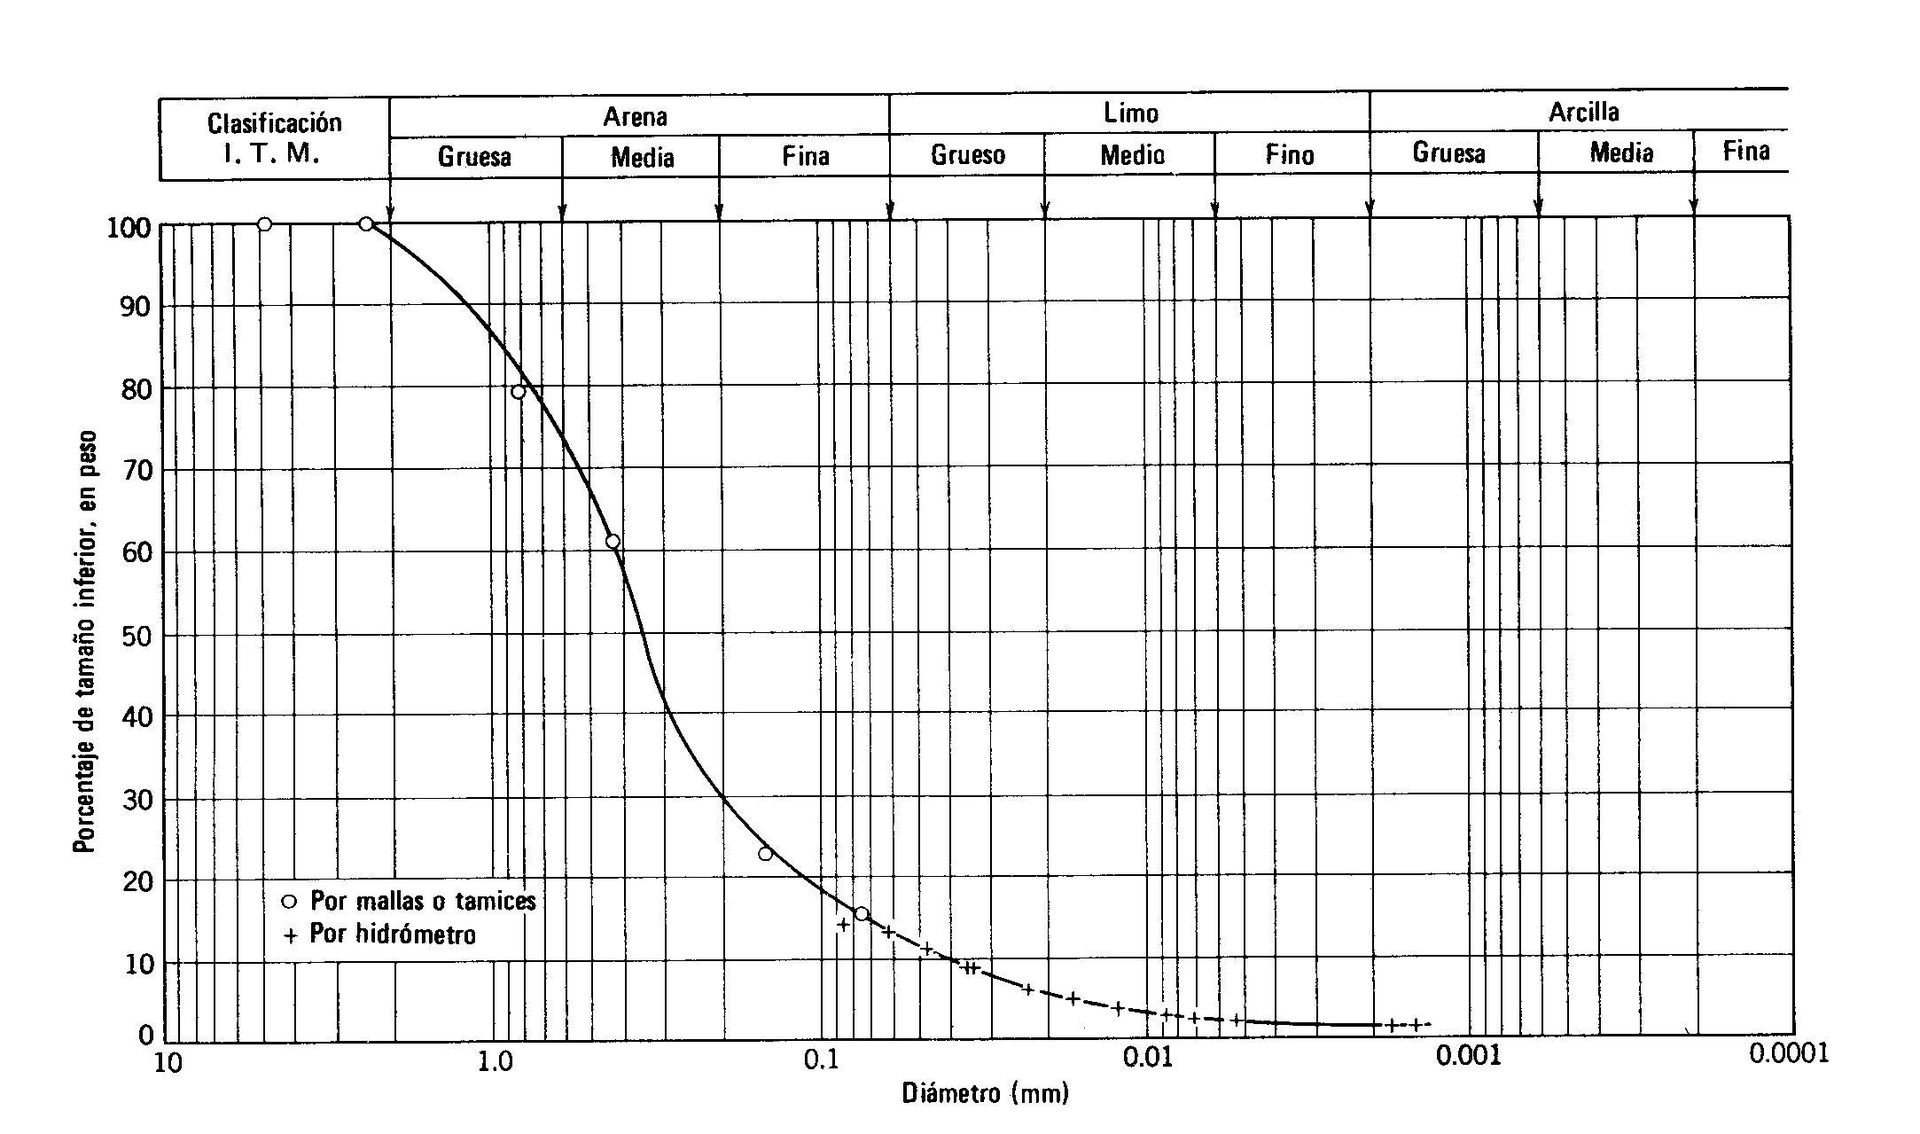 Clasificación
I. T. M.
Arena
Limo
Arcilla
Gruesa
Media
Fina
Grueso
Medio
Fino
Gruesa
Media
Fina
Porcentaje de tamaño inferior, en peso
100
90
80
70
60
50
40
30
20
10
0
○ Por mallas o tamices
+ Por hidrómetro
10
1.0
0.1
0.01
0.001
0.0001
Diámetro (mm)